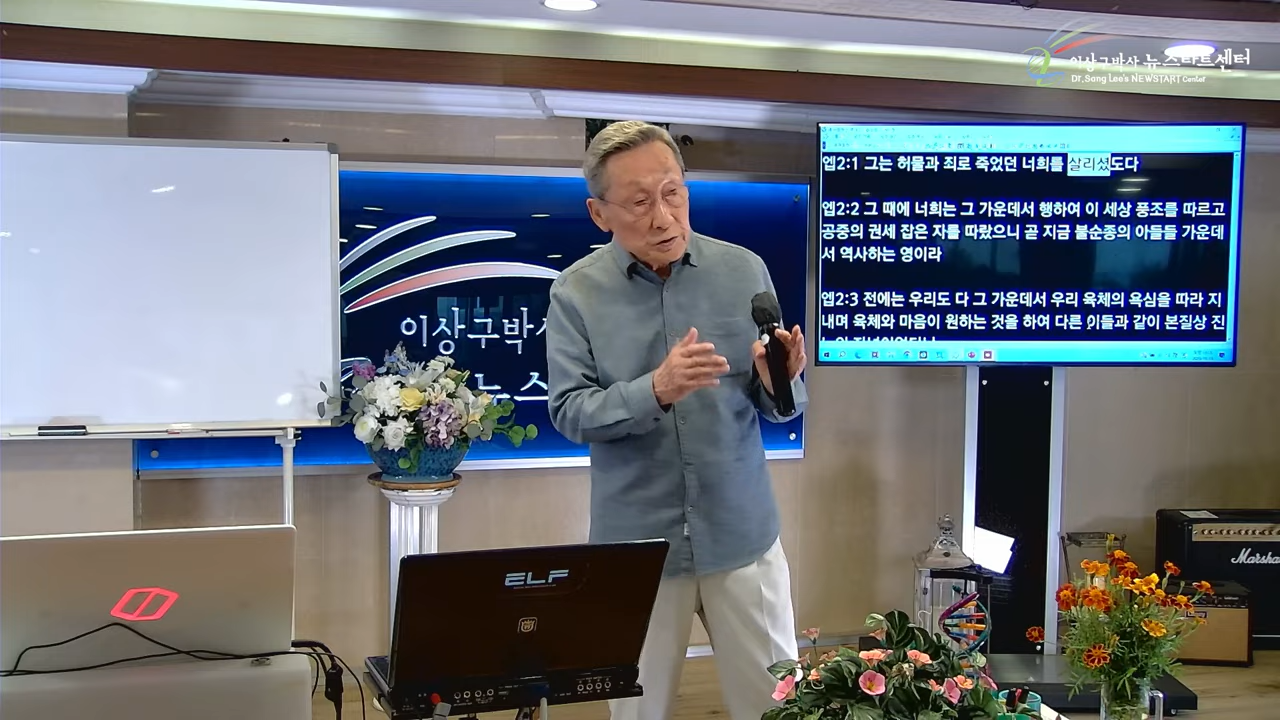 이상구박사 뉴스타트센터
Dr. Sang Lee's NEWSTART Center
엡2:1 그는 허물과 죄로 죽었던 너희를 살리셨도다
엡2:2 그 때에 너희는 그 가운데서 행하여 이 세상 풍조를 따르고
공중의 권세 잡은 자를 따랐으니 곧 지금 불순종의 아들들 가운데
서 역사하는 영이라
엡2:3 전에는 우리도 다 그 가운데서 우리 육체의 욕심을 따라 지
내며 육체와 마음이 원하는 것을 하여 다른 이들과 같이 본질상 진
이상구박사
뉴스
ELF
Marshall